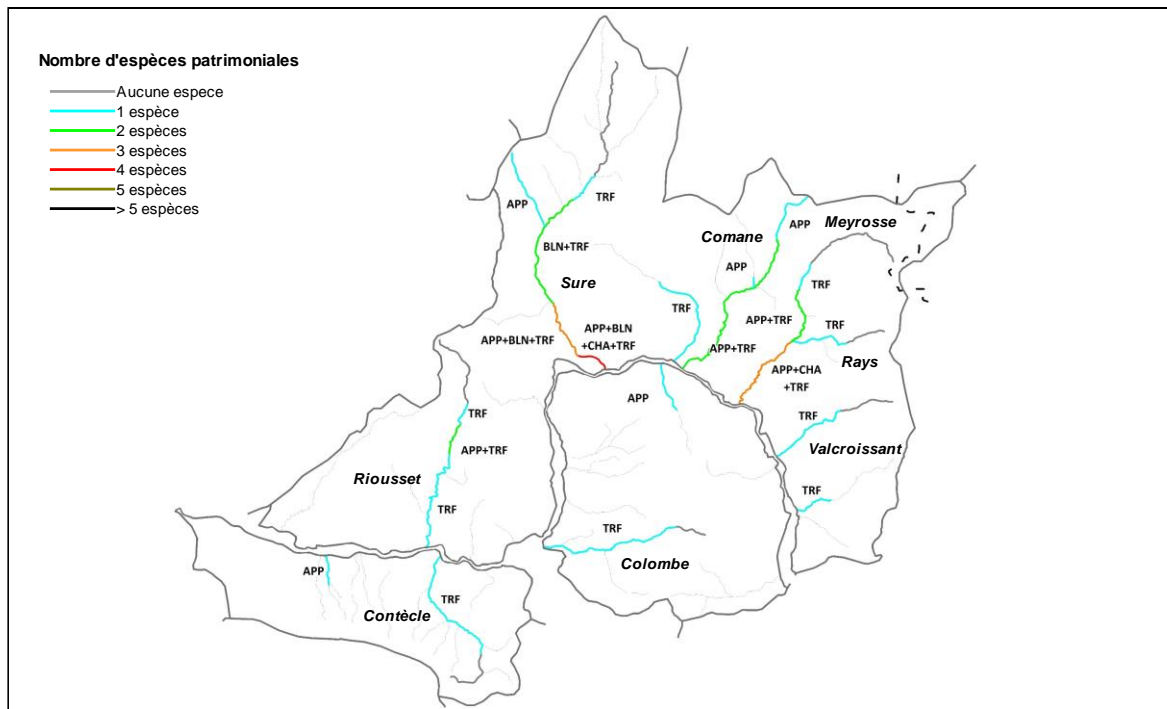 Nombre d'espèces patrimoniales
Aucune espece
1 espèce
2 espèces
3 espèces
4 espèces
5 espèces
> 5 espèces
APP
TRF
BLN+TRF
Sure
APP+BLN+TRF
APP+BLN
+CHA+TRF
TRF
Comane
APP
APP
Meyrosse
APP+TRF
APP+TRF
TRF
TRF
Rays
APP+CHA
+TRF
TRF
Valcroissant
TRF
APP
TRF
APP+TRF
Riousset
TRF
TRF
Colombe
APP
TRF
Contècle